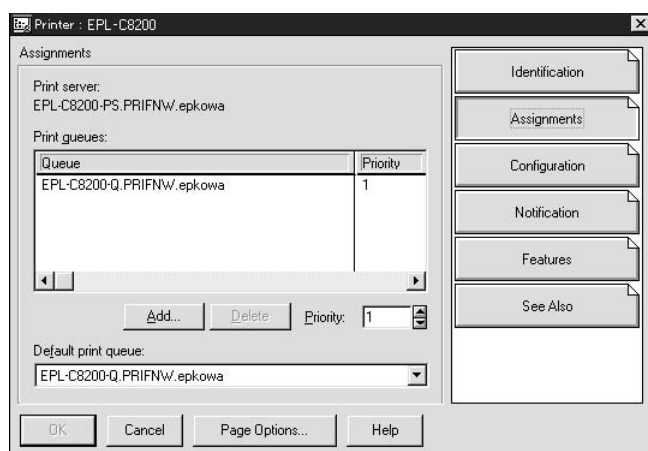 Printer : EPL-C8200
Assignments
Print server:
EPL-C8200-PS.PRIFNW.epkowa
Print queues:
Queue Priority
EPL-C8200-Q.PRIFNW.epkowa 1
Add... Delete Priority: 1
Default print queue:
EPL-C8200-Q.PRIFNW.epkowa
OK Cancel Page Options... Help
Identification
Assignments
Configuration
Notification
Features
See Also